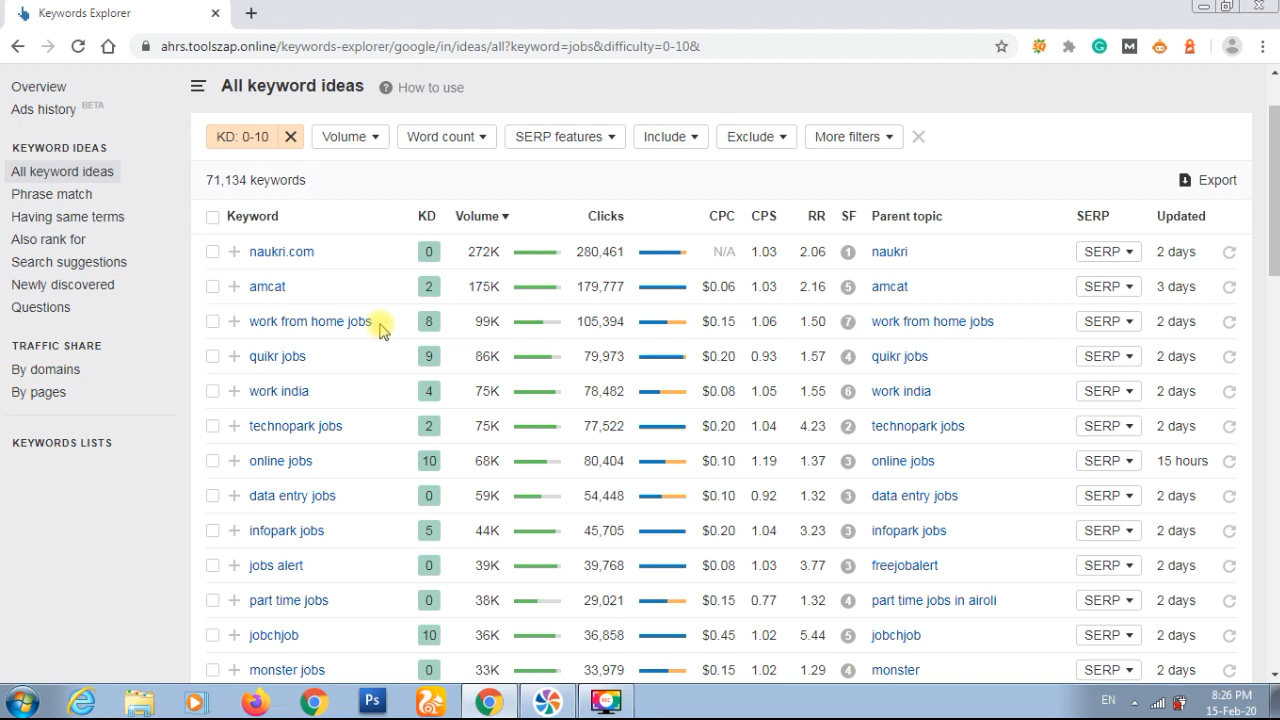 Keywords Explorer
ahrs.toolszap.online/keywords-explorer/google/in/ideas/all?keyword=jobs&difficulty=0-10&
Overview
Ads history BETA
KEYWORD IDEAS
All keyword ideas
Phrase match
Having same terms
Also rank for
Search suggestions
Newly discovered
Questions
TRAFFIC SHARE
By domains
By pages
KEYWORDS LISTS
All keyword ideas ? How to use
KD: 0-10 Volume Word count SERP features Include Exclude More filters
71,134 keywords Export
Keyword KD Volume Clicks CPC CPS RR SF Parent topic SERP Updated
naukri.com 0 272K 280,461 N/A 1.03 2.06 1 naukri SERP 2 days
amcat 2 175K 179,777 $0.06 1.03 2.16 5 amcat SERP 3 days
work from home jobs 8 99K 105,394 $0.15 1.06 1.50 7 work from home jobs SERP 2 days
quikr jobs 9 86K 79,973 $0.20 0.93 1.57 4 quikr jobs SERP 2 days
work india 4 75K 78,482 $0.08 1.05 1.55 6 work india SERP 2 days
technopark jobs 2 75K 77,522 $0.20 1.04 4.23 2 technopark jobs SERP 2 days
online jobs 10 68K 80,404 $0.10 1.19 1.37 3 online jobs SERP 15 hours
data entry jobs 0 59K 54,448 $0.10 0.92 1.32 3 data entry jobs SERP 2 days
infopark jobs 5 44K 45,705 $0.20 1.04 3.23 3 infopark jobs SERP 2 days
jobs alert 0 39K 39,768 $0.08 1.03 3.77 3 freejobalert SERP 2 days
part time jobs 0 38K 29,021 $0.15 0.77 1.32 4 part time jobs in airoli SERP 2 days
jobchjob 10 36K 36,858 $0.45 1.02 5.44 5 jobchjob SERP 2 days
monster jobs 0 33K 33,979 $0.15 1.02 1.29 4 monster SERP 2 days
Ps
EN
8:26 PM
15-Feb-20